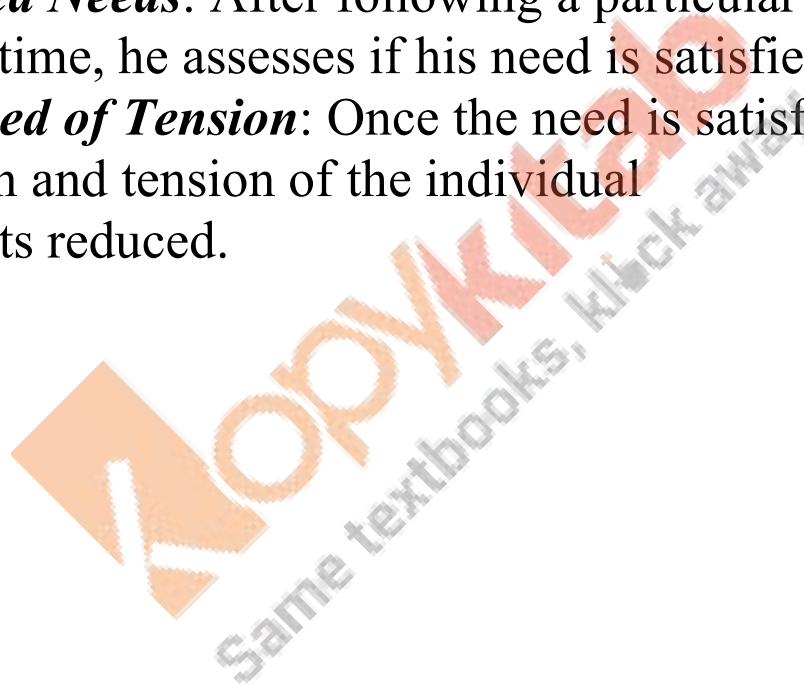 ed Needs: After following a particular
time, he assesses if his need is satisfie
ed of Tension: Once the need is satisf
n and tension of the individual
ts reduced.
kopykitab
Same textbooks, klick away